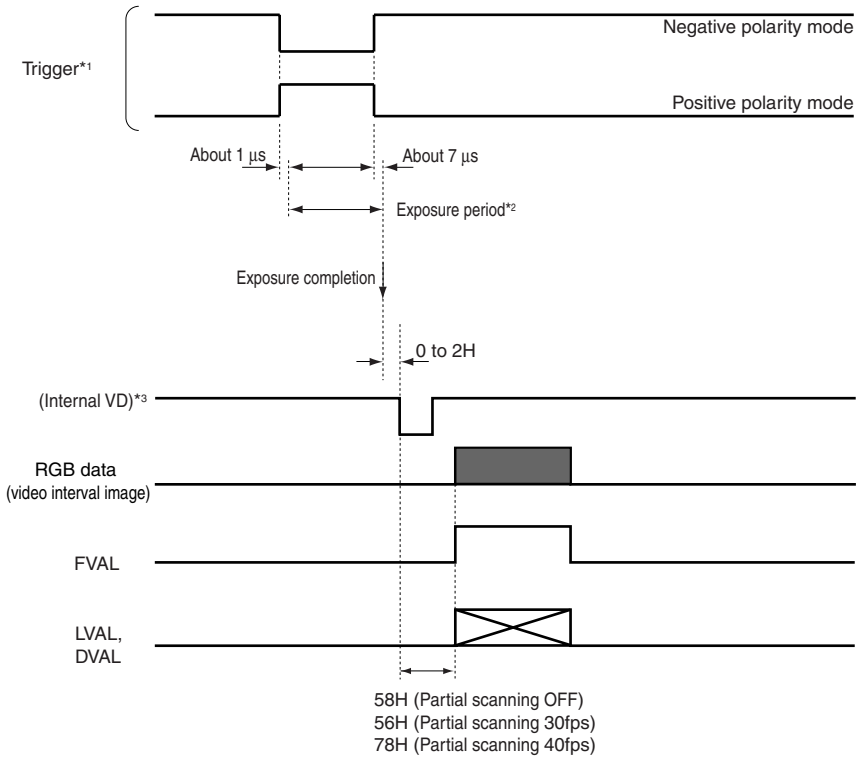 Negative polarity mode
Trigger*1
Positive polarity mode
About 1 μs
About 7 μs
Exposure period*2
Exposure completion
0 to 2H
(Internal VD)*3
RGB data
(video interval image)
FVAL
LVAL,
DVAL
58H (Partial scanning OFF)
56H (Partial scanning 30fps)
78H (Partial scanning 40fps)